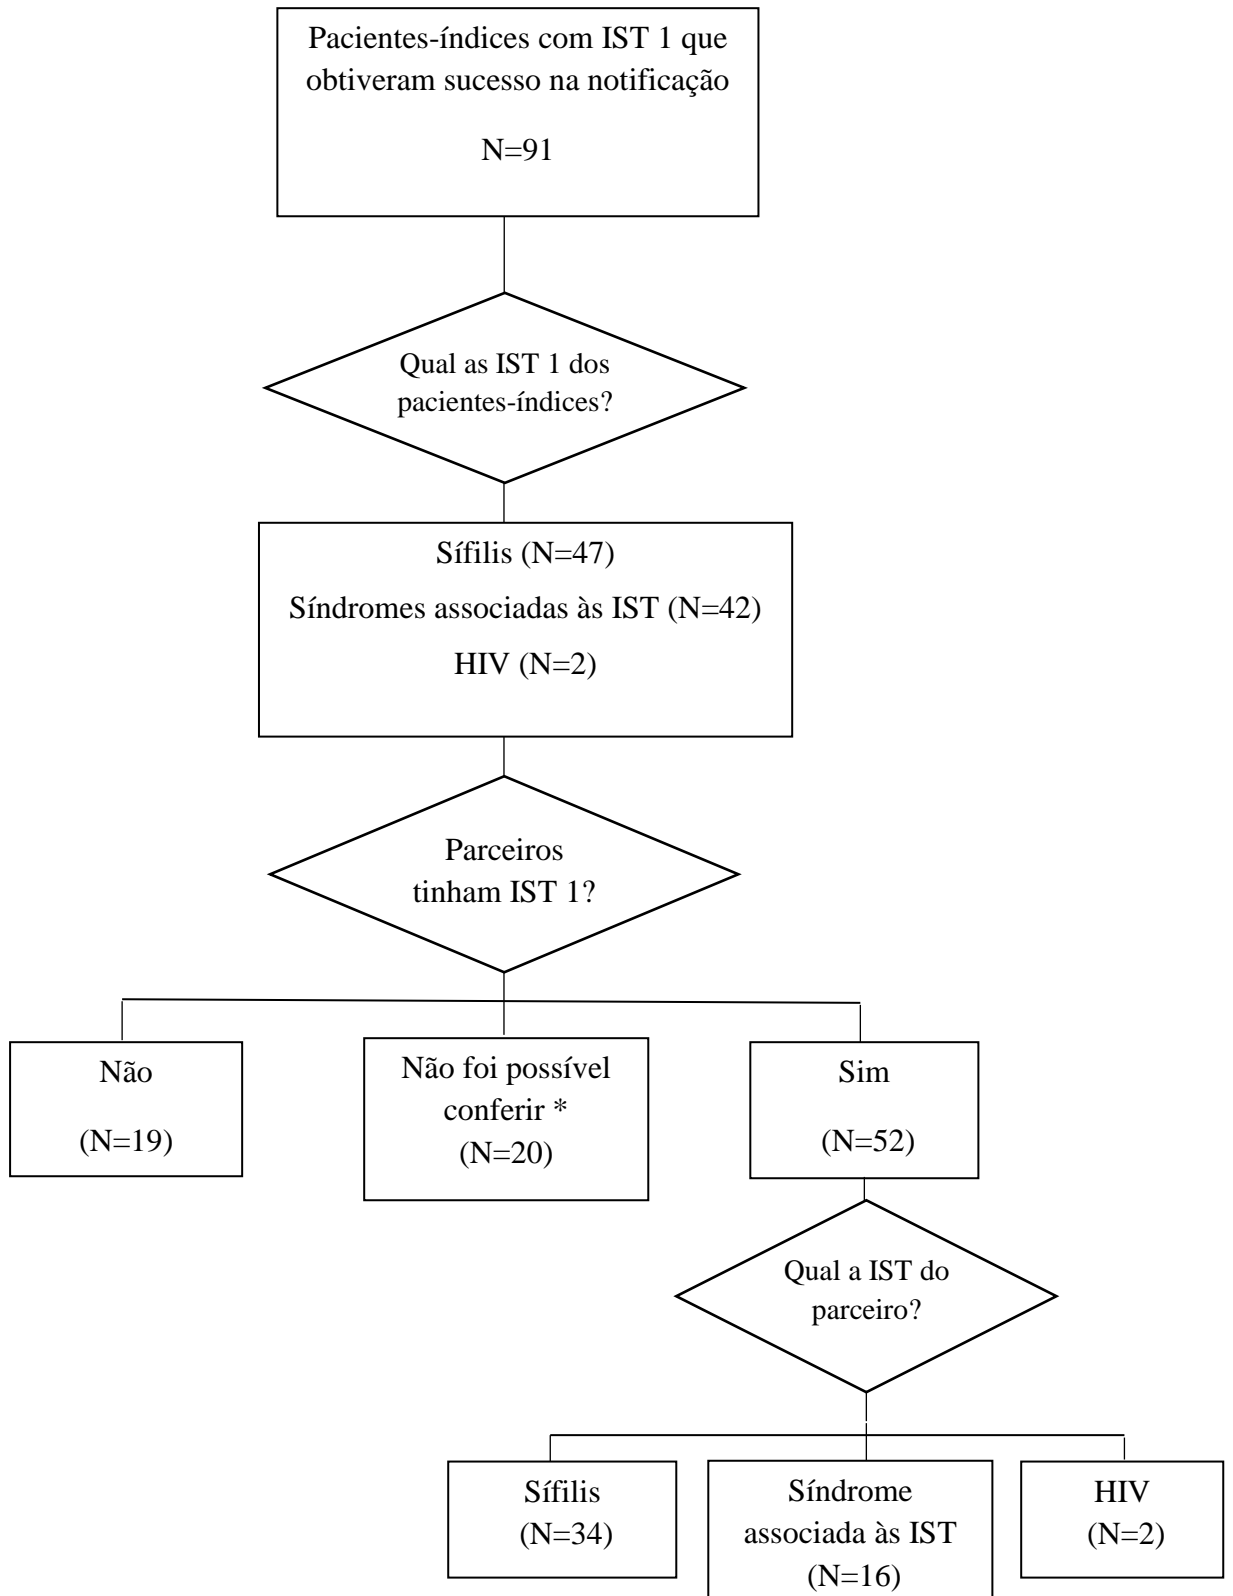 Pacientes-índices com IST 1 que
obtiveram sucesso na notificação
N=91
Qual as IST 1 dos
pacientes-índices?
Sífilis (N=47)
Síndromes associadas às IST (N=42)
HIV (N=2)
Parceiros
tinham IST 1?
Não
(N=19)
Não foi possível
conferir *
(N=20)
Sim
(N=52)
Qual a IST do
parceiro?
Sífilis
(N=34)
Síndrome
associada às IST
(N=16)
HIV
(N=2)